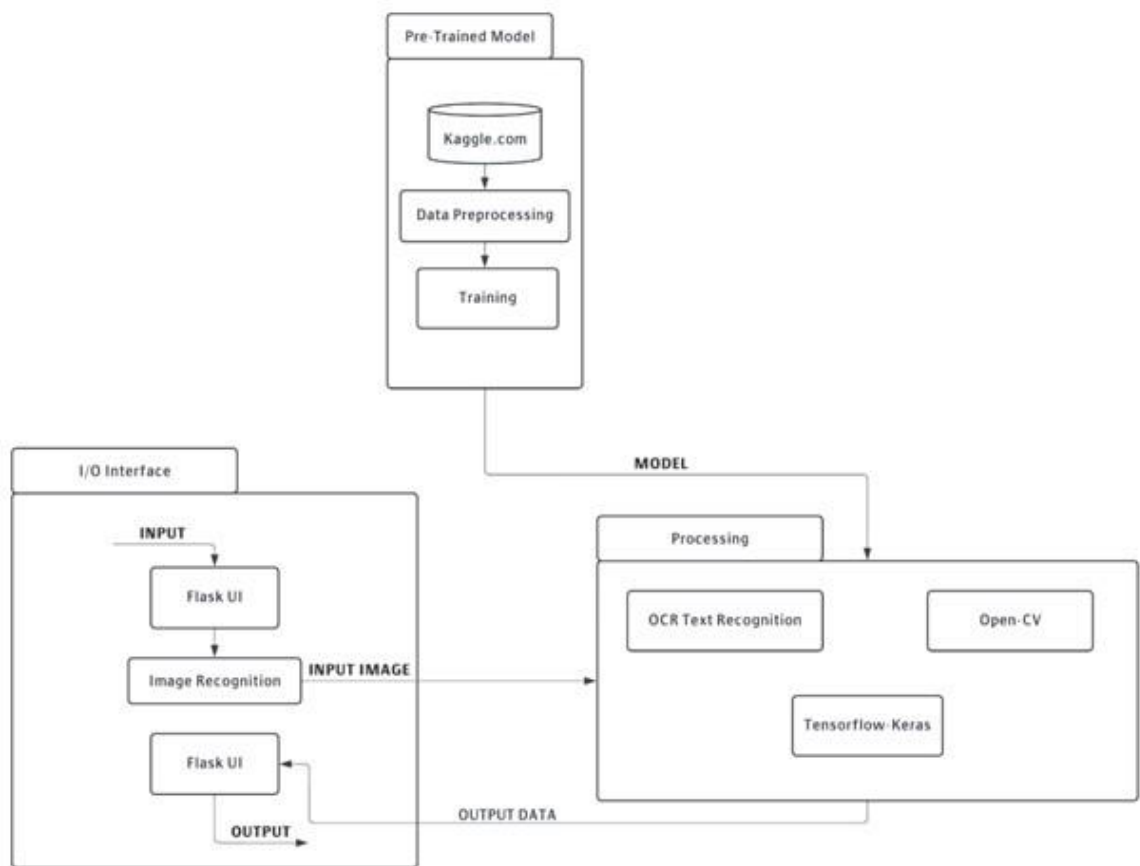 Pre-Trained Model
Kaggle.com
Data Preprocessing
Training
MODEL
I/O Interface
INPUT
Flask UI
Image Recognition
INPUT IMAGE
Flask UI
OUTPUT
Processing
OCR Text Recognition
Open-CV
Tensorflow-Keras
OUTPUT DATA